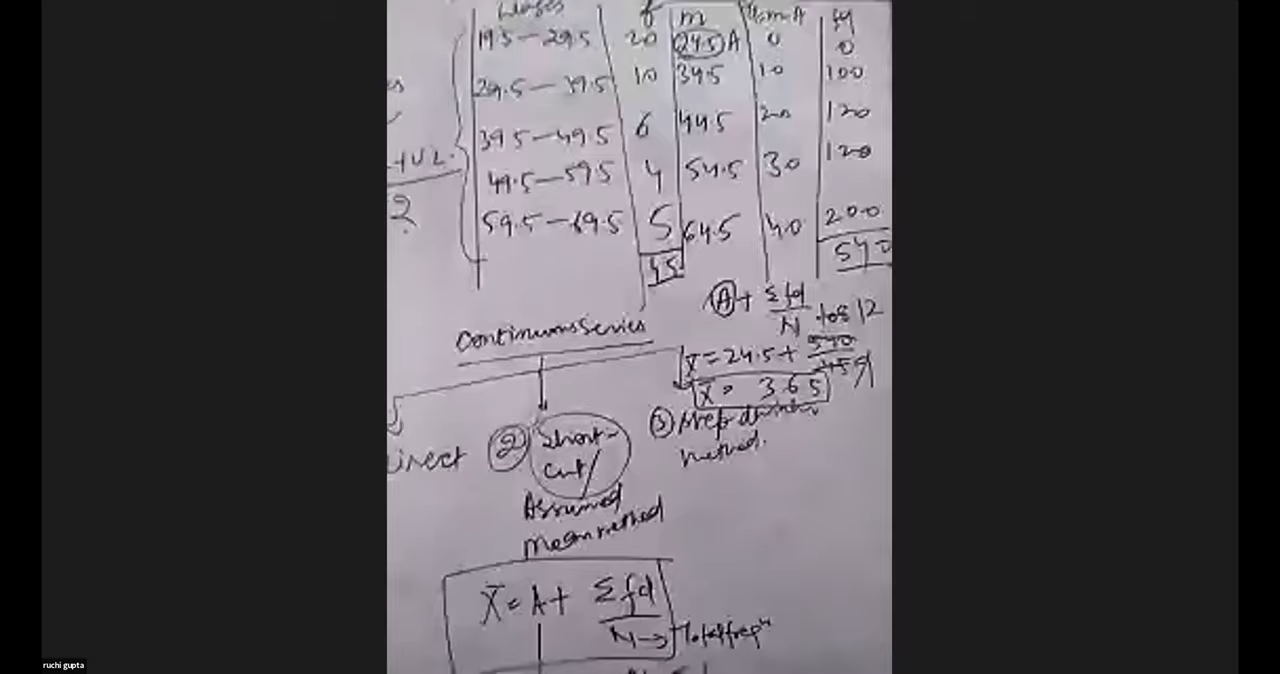 f m d=m-A fd
19.5 — 29.5 20 24.5 A 0 0
29.5 — 39.5 10 34.5 10 100
39.5 — 49.5 6 44.5 20 120
49.5 — 59.5 4 54.5 30 120
59.5 — 69.5 5 64.5 40 200
45 540
2
A + Σfd
N
Continuous Series
X̄ = 24.5 + 540
X̄ = 36.5
Direct ② Short-
Cut/
③ Step deviation
method.
Assumed
Mean method
X̄ = A + Σfd
N → Total freqⁿ
ruchi gupta